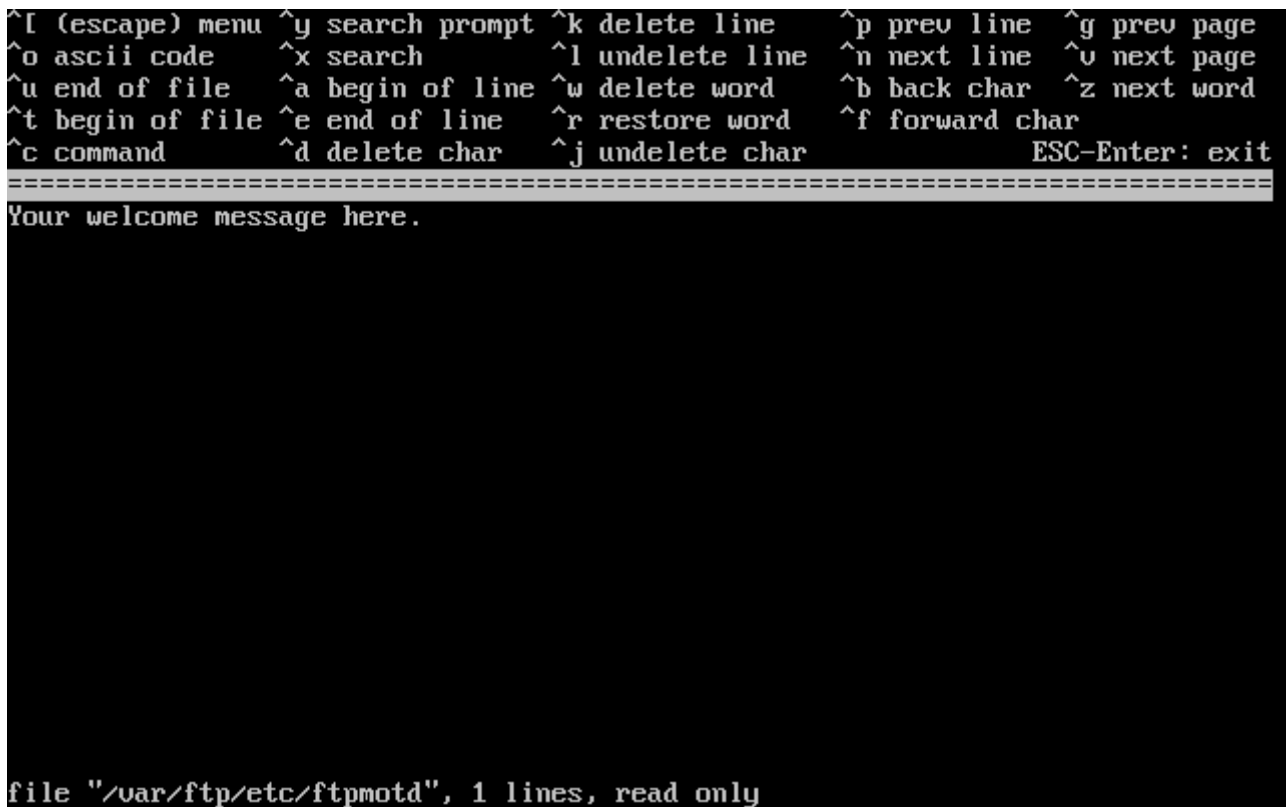 ^[ (escape) menu ^y search prompt ^k delete line ^p prev line ^g prev page
^o ascii code ^x search ^l undelete line ^n next line ^v next page
^u end of file ^a begin of line ^w delete word ^b back char ^z next word
^t begin of file ^e end of line ^r restore word ^f forward char
^c command ^d delete char ^j undelete char ESC-Enter: exit
===============================================================================
Your welcome message here.
file "/var/ftp/etc/ftpmotd", 1 lines, read only